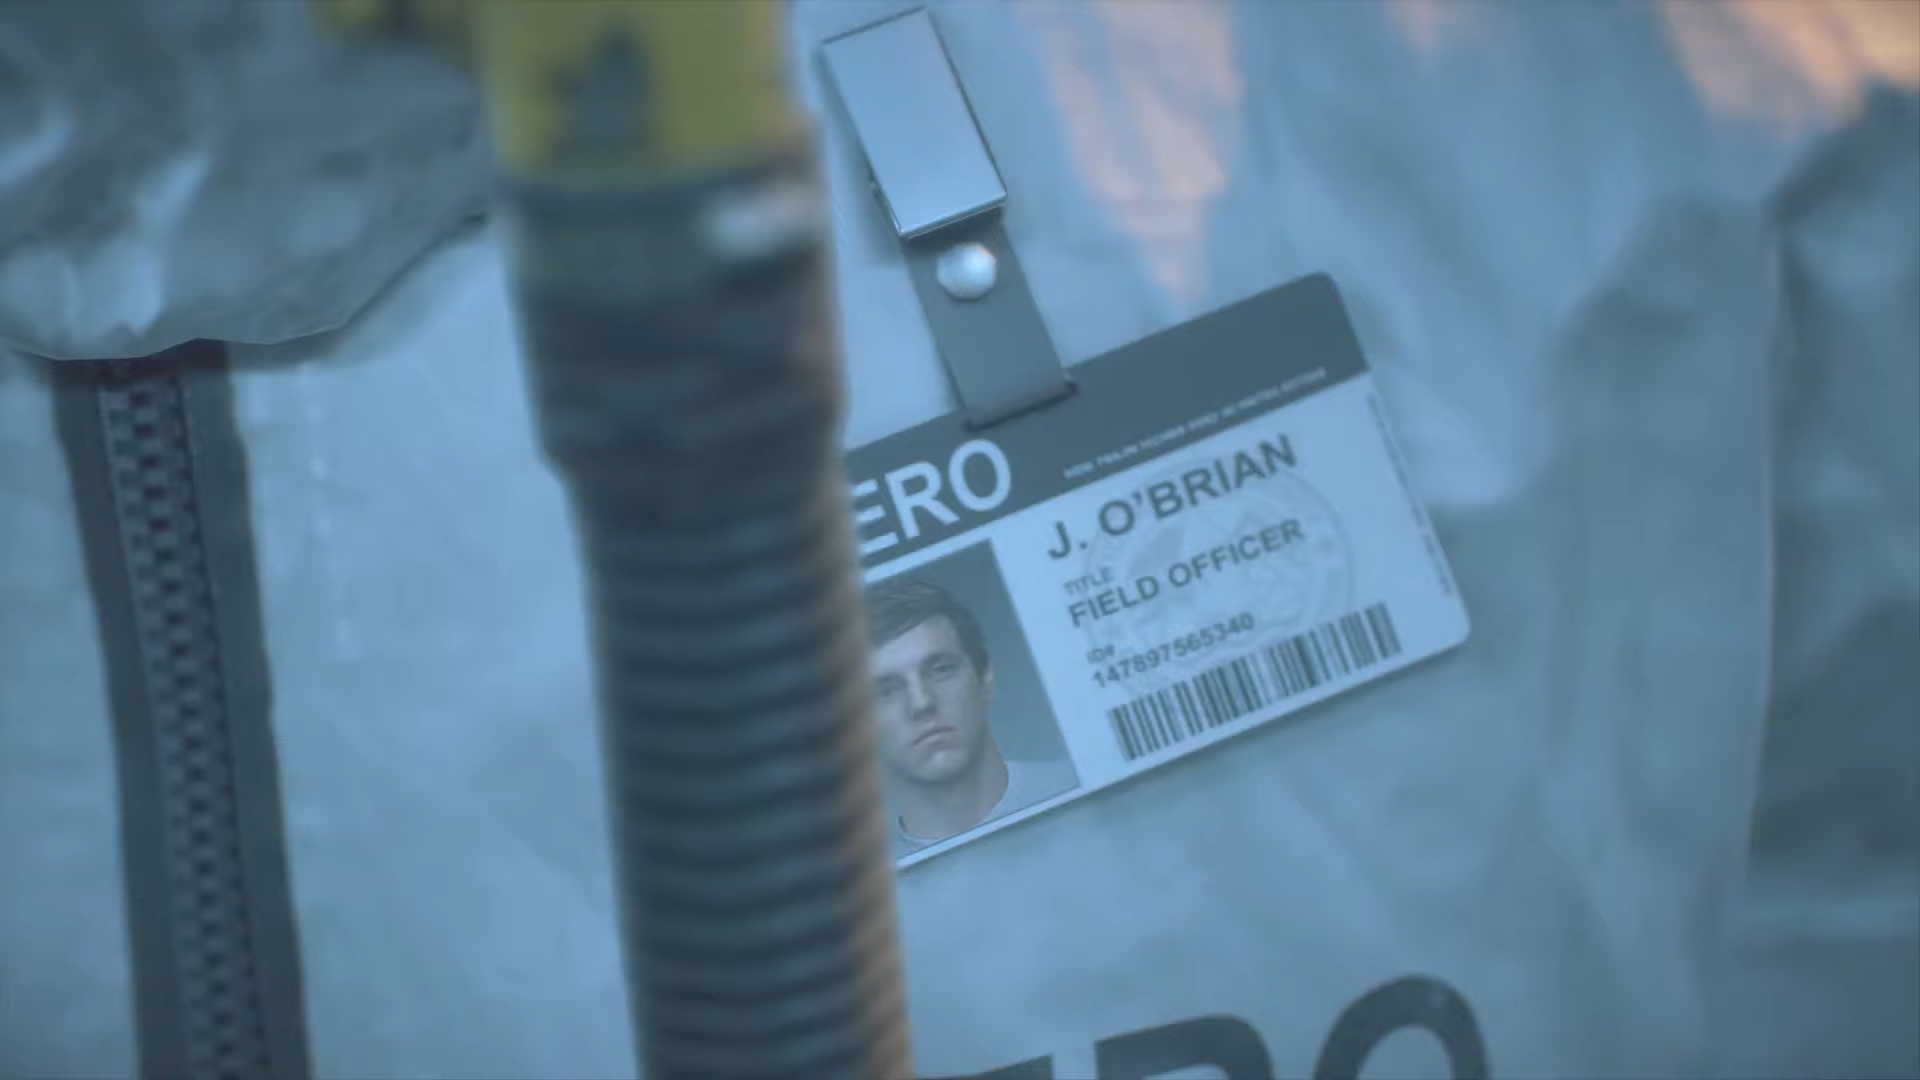 ERO
J. O'BRIAN
TITLE
FIELD OFFICER
ID#
147897565340
ERO